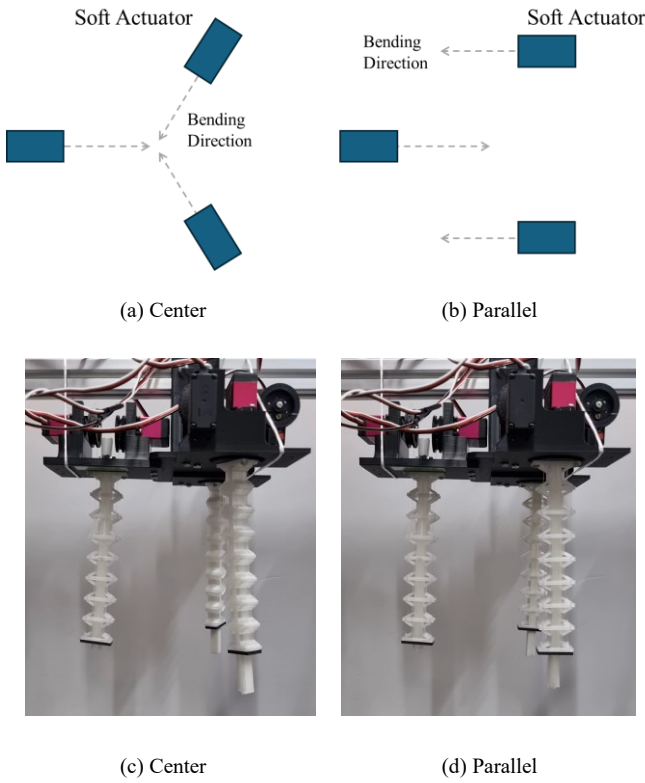 Soft Actuator
Bending
Direction
(a) Center
Soft Actuator
Bending
Direction
(b) Parallel
(c) Center
(d) Parallel